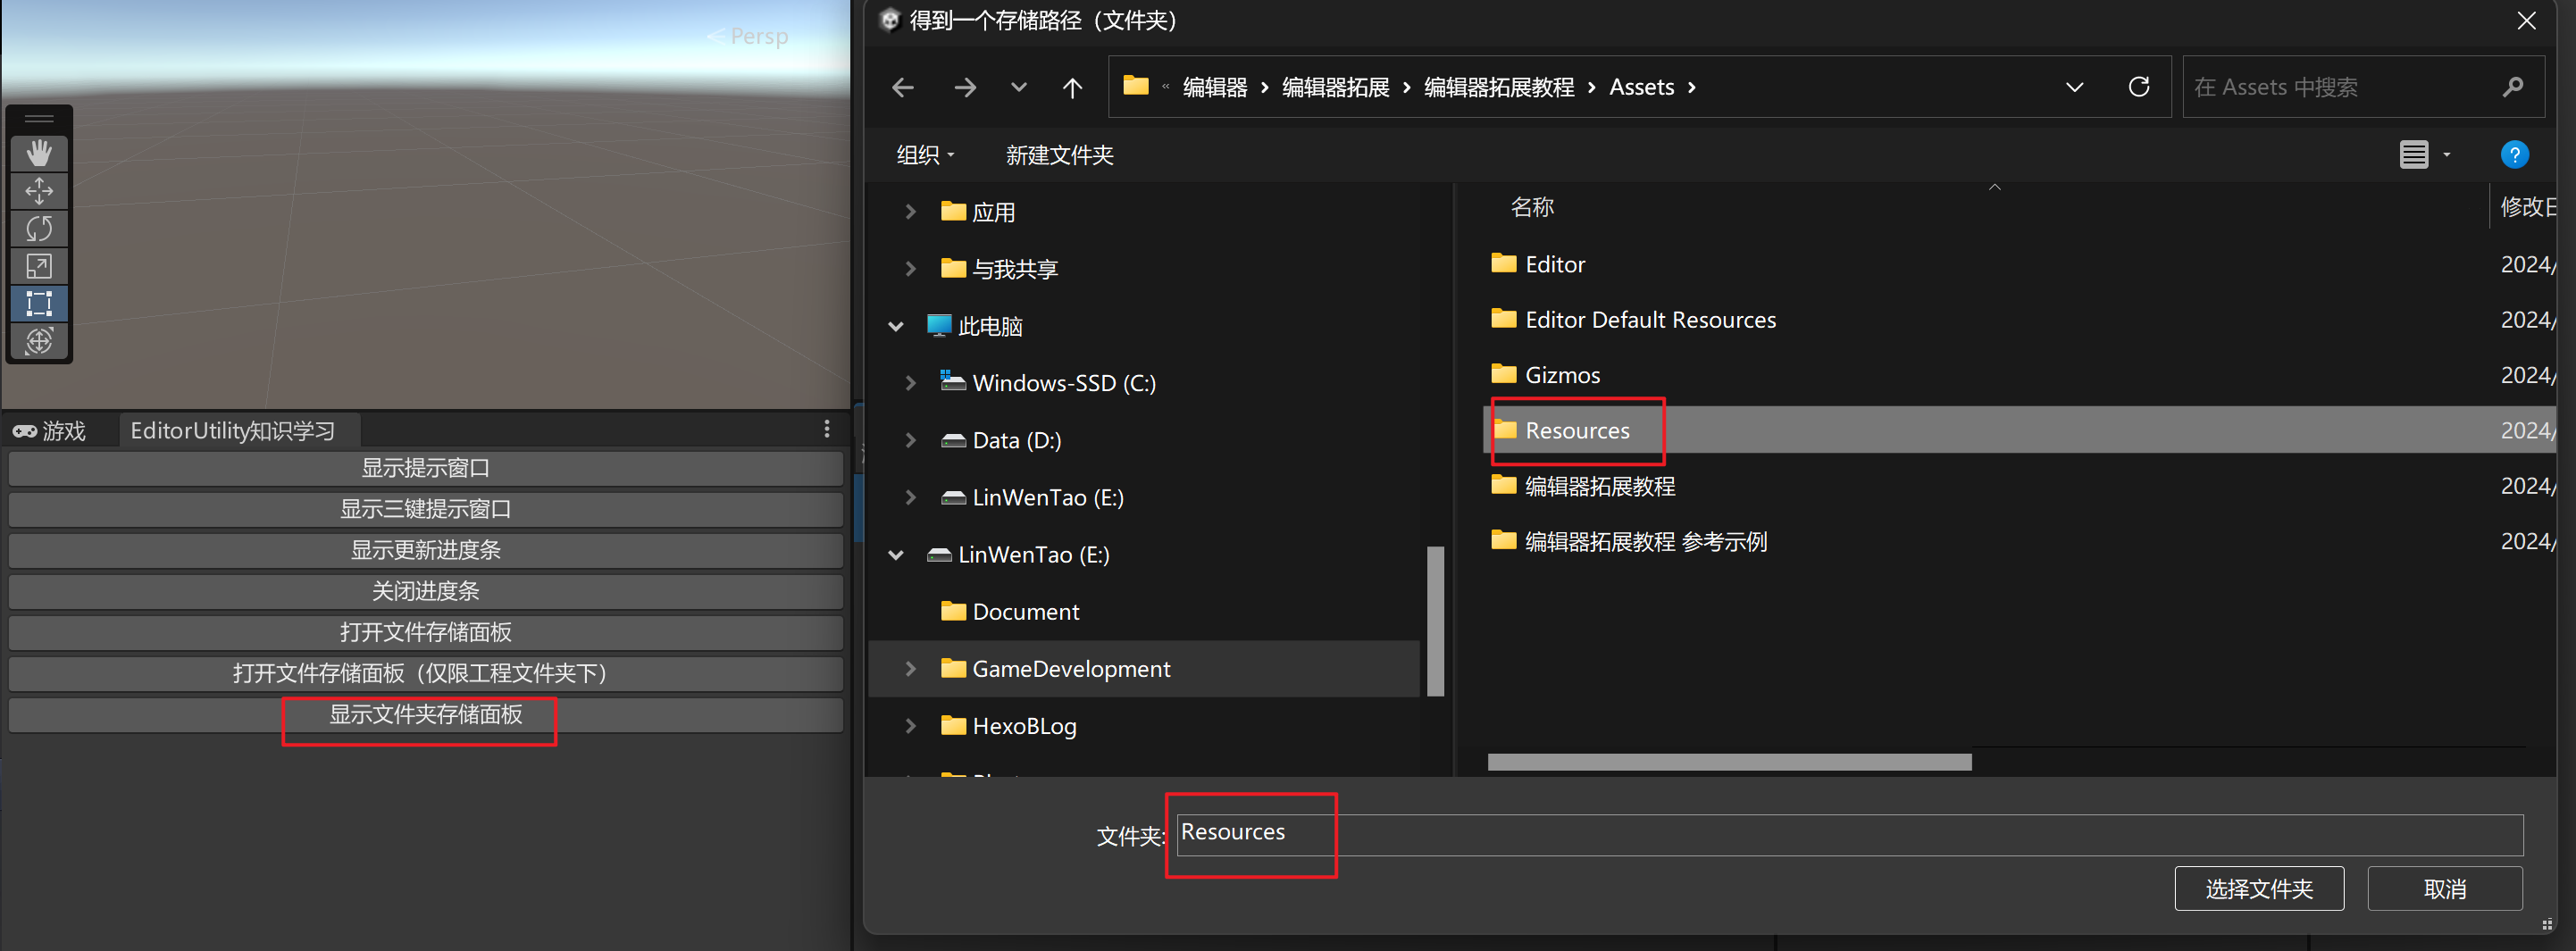 Persp
游戏
EditorUtility知识学习
显示提示窗口
显示三键提示窗口
显示更新进度条
关闭进度条
打开文件存储面板
打开文件存储面板（仅限工程文件夹下）
显示文件夹存储面板
得到一个存储路径（文件夹）
« 编辑器 › 编辑器拓展 › 编辑器拓展教程 › Assets ›
在 Assets 中搜索
组织
新建文件夹
应用
与我共享
此电脑
Windows-SSD (C:)
Data (D:)
LinWenTao (E:)
LinWenTao (E:)
Document
GameDevelopment
HexoBLog
名称
修改日
Editor
2024/
Editor Default Resources
2024/
Gizmos
2024/
Resources
2024/
编辑器拓展教程
2024/
编辑器拓展教程 参考示例
2024/
文件夹:
Resources
选择文件夹
取消